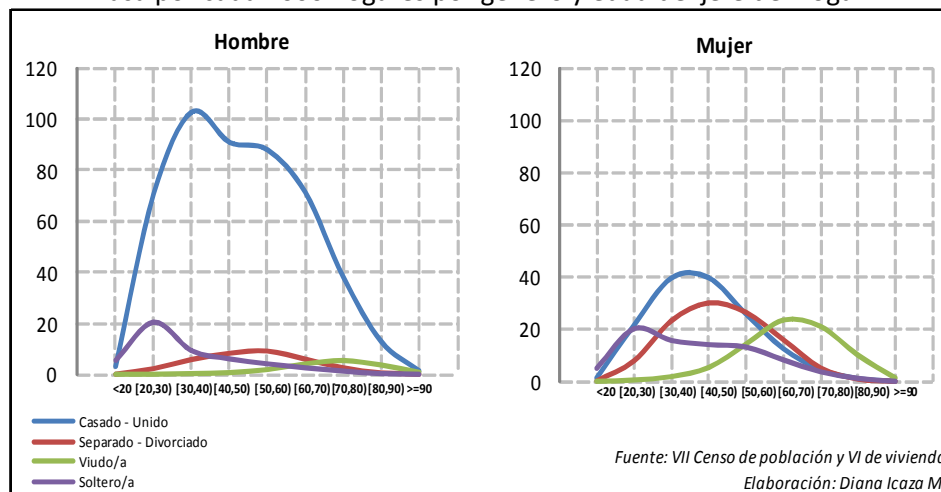 Hombre
120
100
80
60
40
20
0
<20 [20,30) [30,40) [40,50) [50,60) [60,70) [70,80) [80,90) >=90
Mujer
120
100
80
60
40
20
0
<20 [20,30) [30,40) [40,50) [50,60) [60,70) [70,80) [80,90) >=90
Casado - Unido
Separado - Divorciado
Viudo/a
Soltero/a
Fuente: VII Censo de población y VI de vivienda
Elaboración: Diana Icaza M